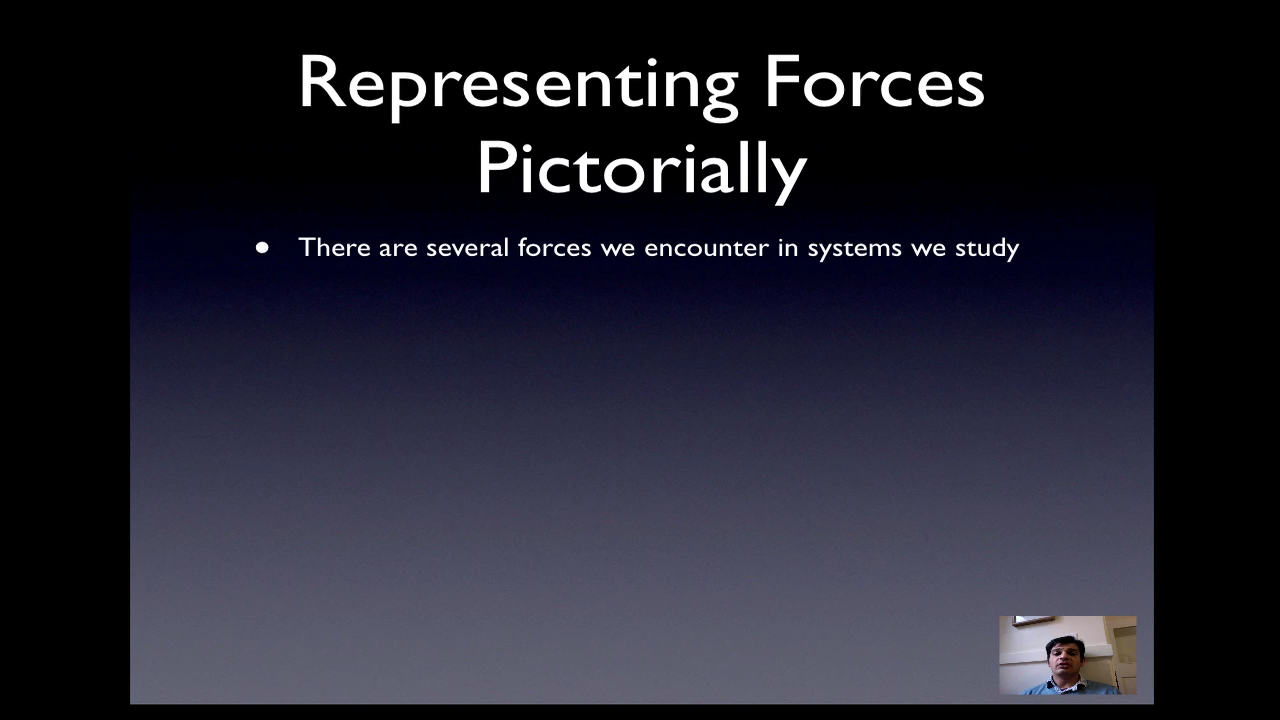 Representing Forces
Pictorially
• There are several forces we encounter in systems we study